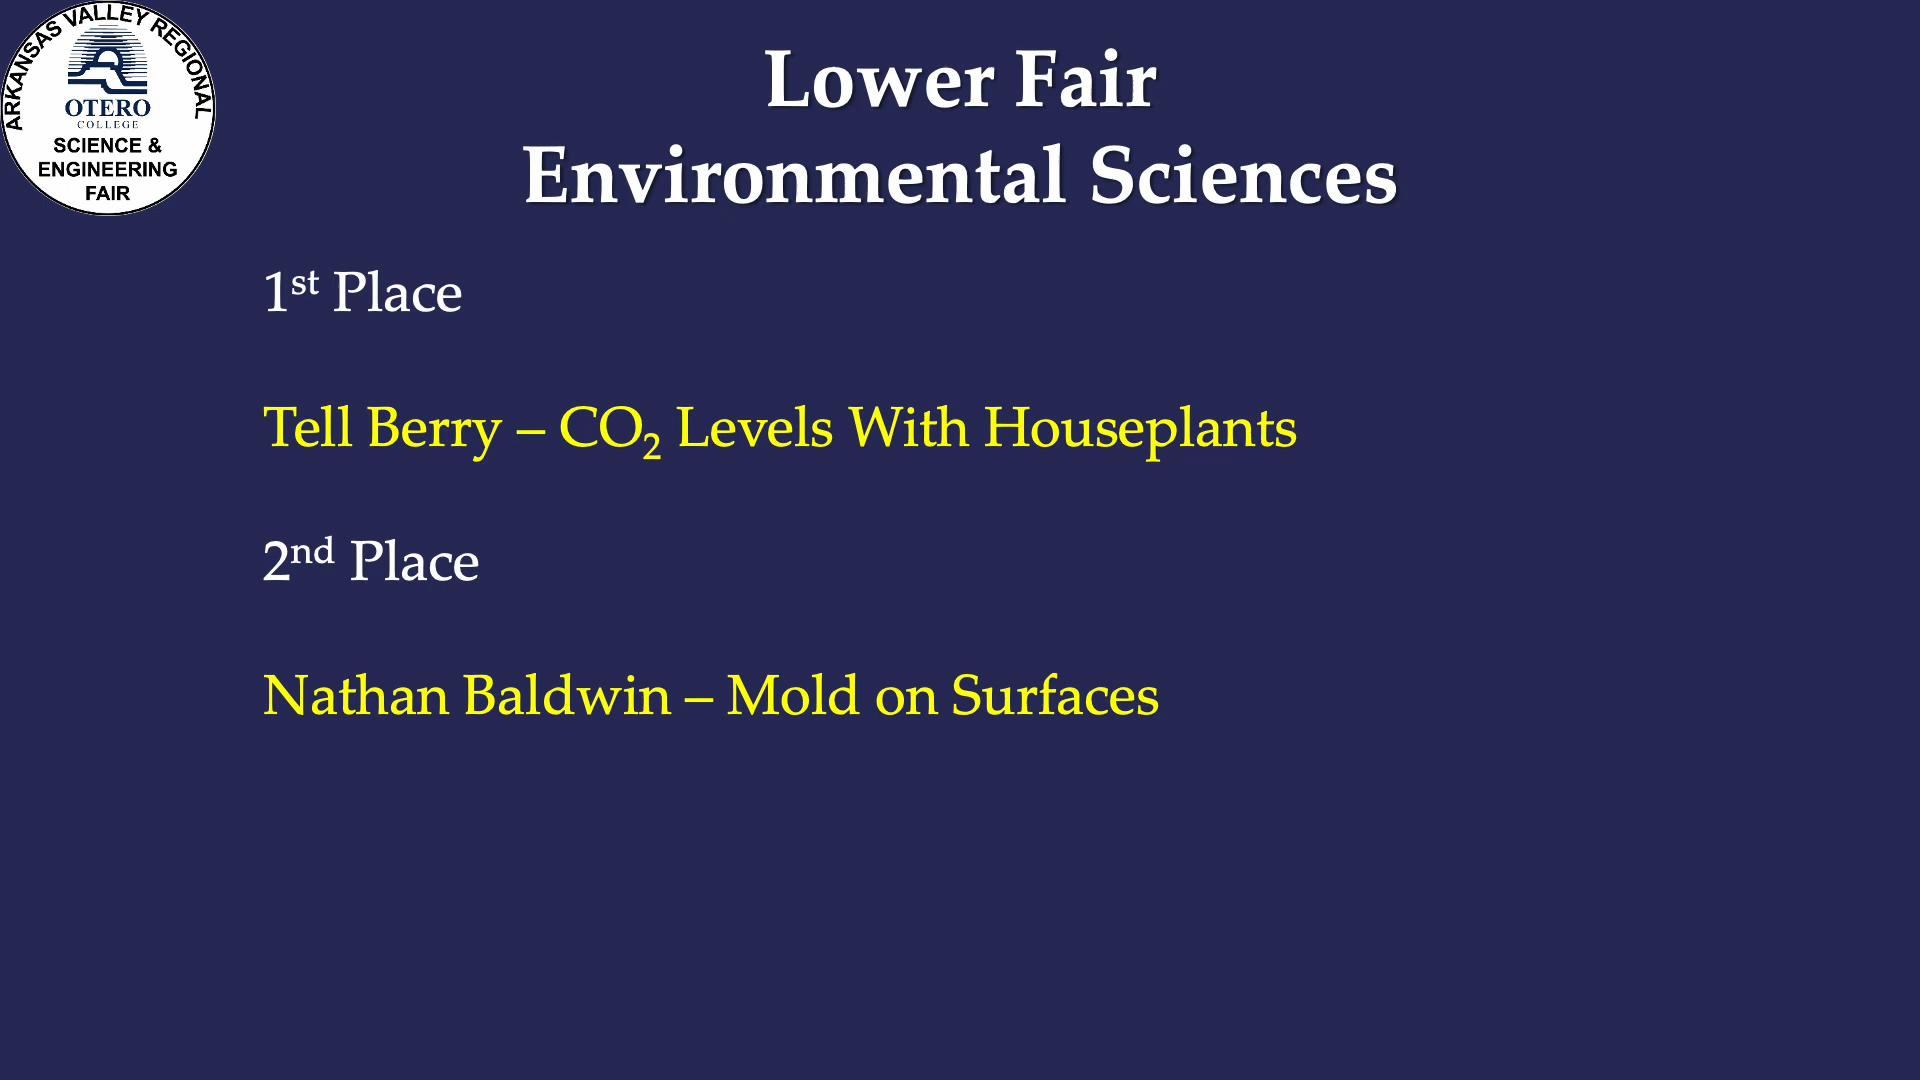 ARKANSAS VALLEY REGIONAL
OTERO
COLLEGE
SCIENCE &
ENGINEERING
FAIR
Lower Fair
Environmental Sciences
1st Place
Tell Berry – CO₂ Levels With Houseplants
2nd Place
Nathan Baldwin – Mold on Surfaces